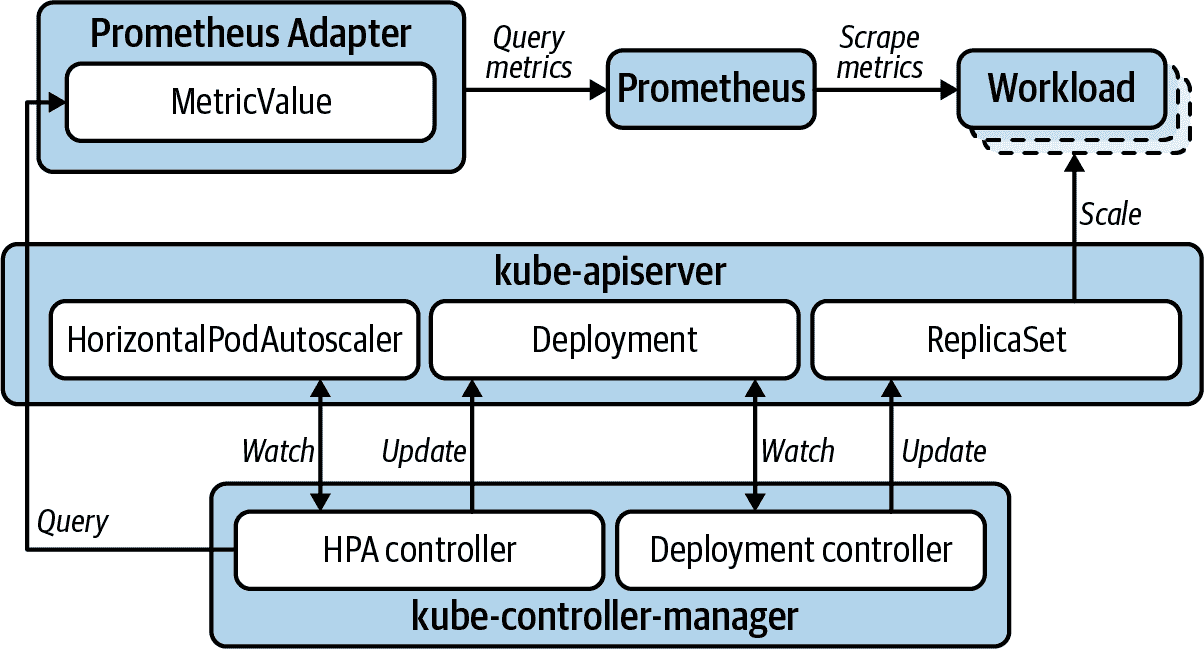 Prometheus Adapter
MetricValue
Query
metrics
Prometheus
Scrape
metrics
Workload
Scale
kube-apiserver
HorizontalPodAutoscaler
Deployment
ReplicaSet
Watch
Update
Watch
Update
Query
HPA controller
Deployment controller
kube-controller-manager